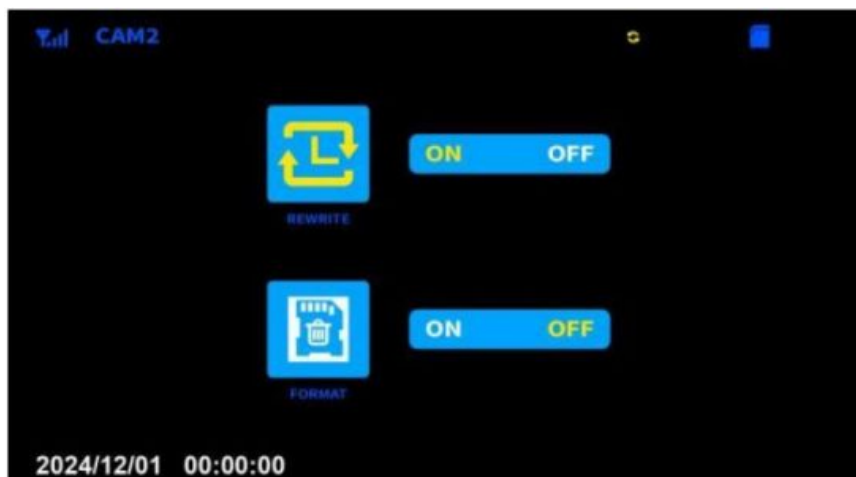 CAM2
ON OFF
REWRITE
ON OFF
FORMAT
2024/12/01 00:00:00